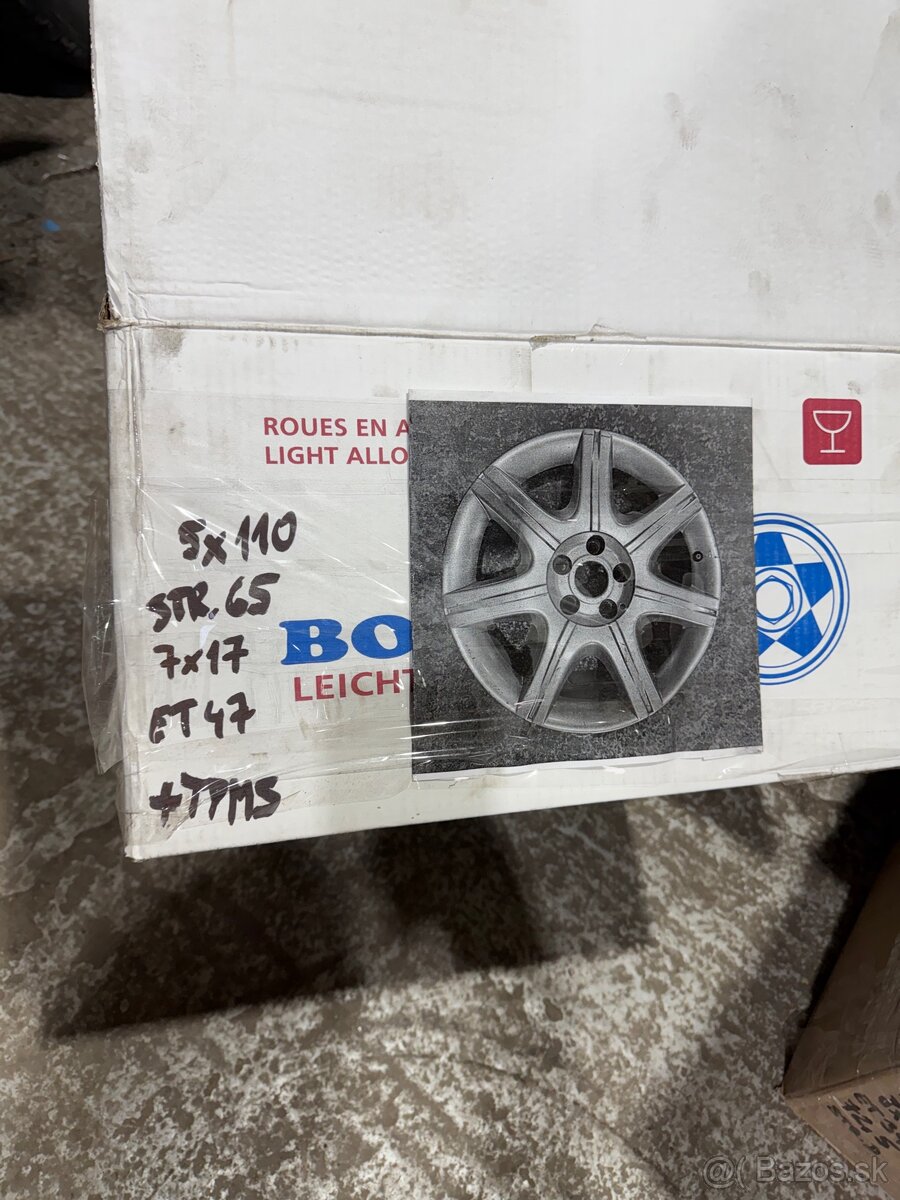 ROUES EN A
LIGHT ALLO
5x110
STR. 65
7x17
ET 47
+TPMS
BO
LEICHT
@( Bazos.sk